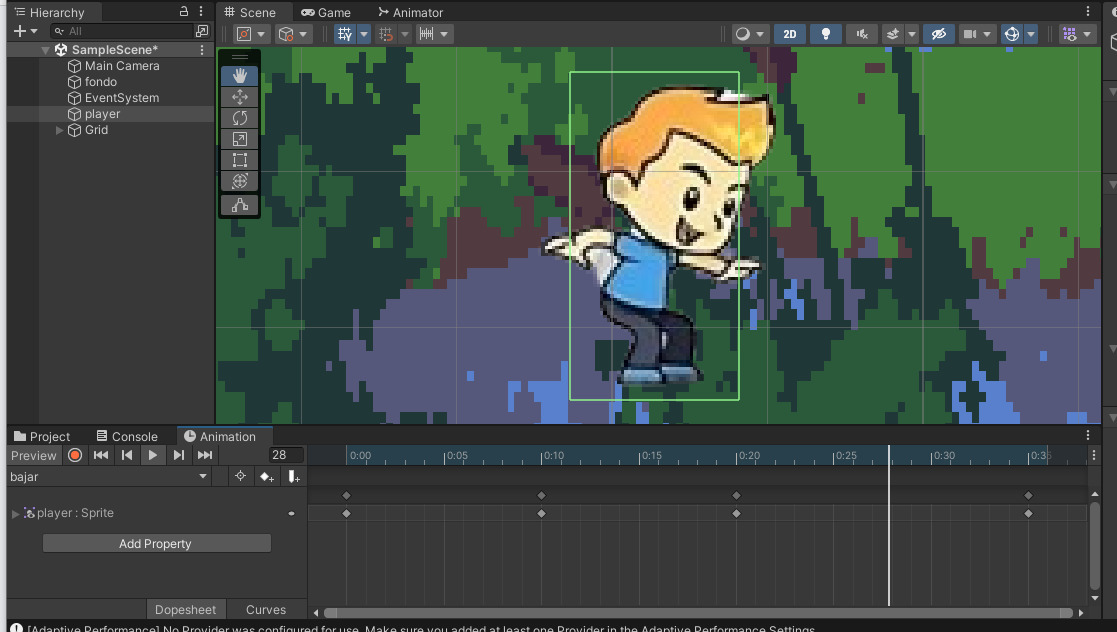 Hierarchy
All
SampleScene*
Main Camera
fondo
EventSystem
player
Grid
Scene
Game
Animator
2D
Project
Console
Animation
Preview
28
0:00
0:05
0:10
0:15
0:20
0:25
0:30
bajar
player : Sprite
Add Property
Dopesheet
Curves
[Adaptive Performance] No Provider was configured for use. Make sure you added at least one Provider in the Adaptive Performance Settings.